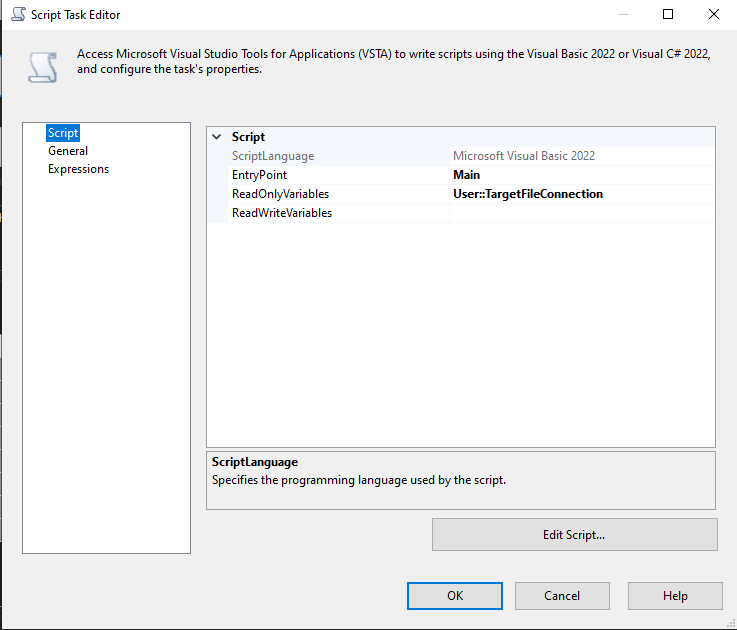 Script Task Editor
Access Microsoft Visual Studio Tools for Applications (VSTA) to write scripts using the Visual Basic 2022 or Visual C# 2022,
and configure the task's properties.
Script
General
Expressions
Script
ScriptLanguage Microsoft Visual Basic 2022
EntryPoint Main
ReadOnlyVariables User::TargetFileConnection
ReadWriteVariables
ScriptLanguage
Specifies the programming language used by the script.
Edit Script...
OK Cancel Help